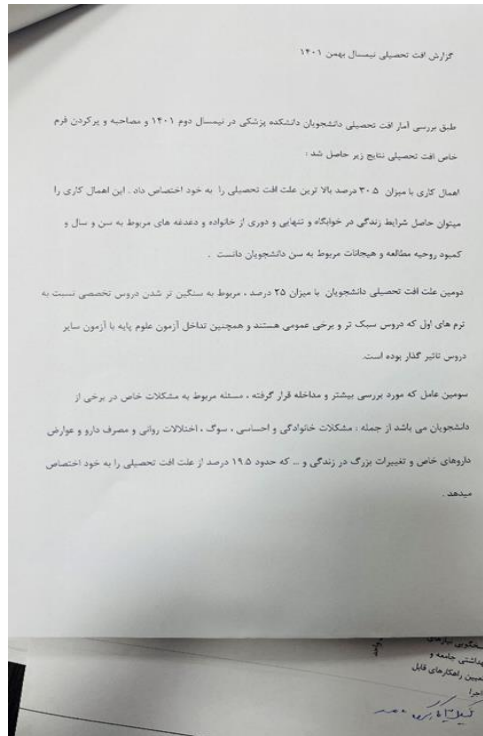 گزارش افت تحصیلی نیمسال بهمن ۱۴۰۱
طبق بررسی آمار افت تحصیلی دانشجویان دانشکده پزشکی در نیمسال دوم ۱۴۰۱ و مصاحبه و پرکردن فرم
خاص افت تحصیلی نتایج زیر حاصل شد :
اهمال کاری با میزان ۳۰.۵ درصد بالا ترین علت افت تحصیلی را به خود اختصاص داد . این اهمال کاری را
میتوان حاصل شرایط زندگی در خوابگاه و تنهایی و دوری از خانواده و دغدغه های مربوط به سن و سال و
کمبود روحیه مطالعه و هیجانات مربوط به سن دانشجویان دانست .
دومین علت افت تحصیلی دانشجویان با میزان ۲۵ درصد ، مربوط به سنگین تر شدن دروس تخصصی نسبت به
ترم های اول که دروس سبک تر و برخی عمومی هستند و همچنین تداخل آزمون علوم پایه با آزمون سایر
دروس تاثیر گذار بوده است.
سومین عامل که مورد بررسی بیشتر و مداخله قرار گرفته ، مسئله مربوط به مشکلات خاص در برخی از
دانشجویان می باشد از جمله : مشکلات خانوادگی و احساسی ، سوگ ، اختلالات روانی و مصرف دارو و عوارض
داروهای خاص و تغییرات بزرگ در زندگی و ... که حدود ۱۹.۵ درصد از علت افت تحصیلی را به خود اختصاص
میدهد .
نیازهای
جامعه و
راهکارهای قابل
اجرا